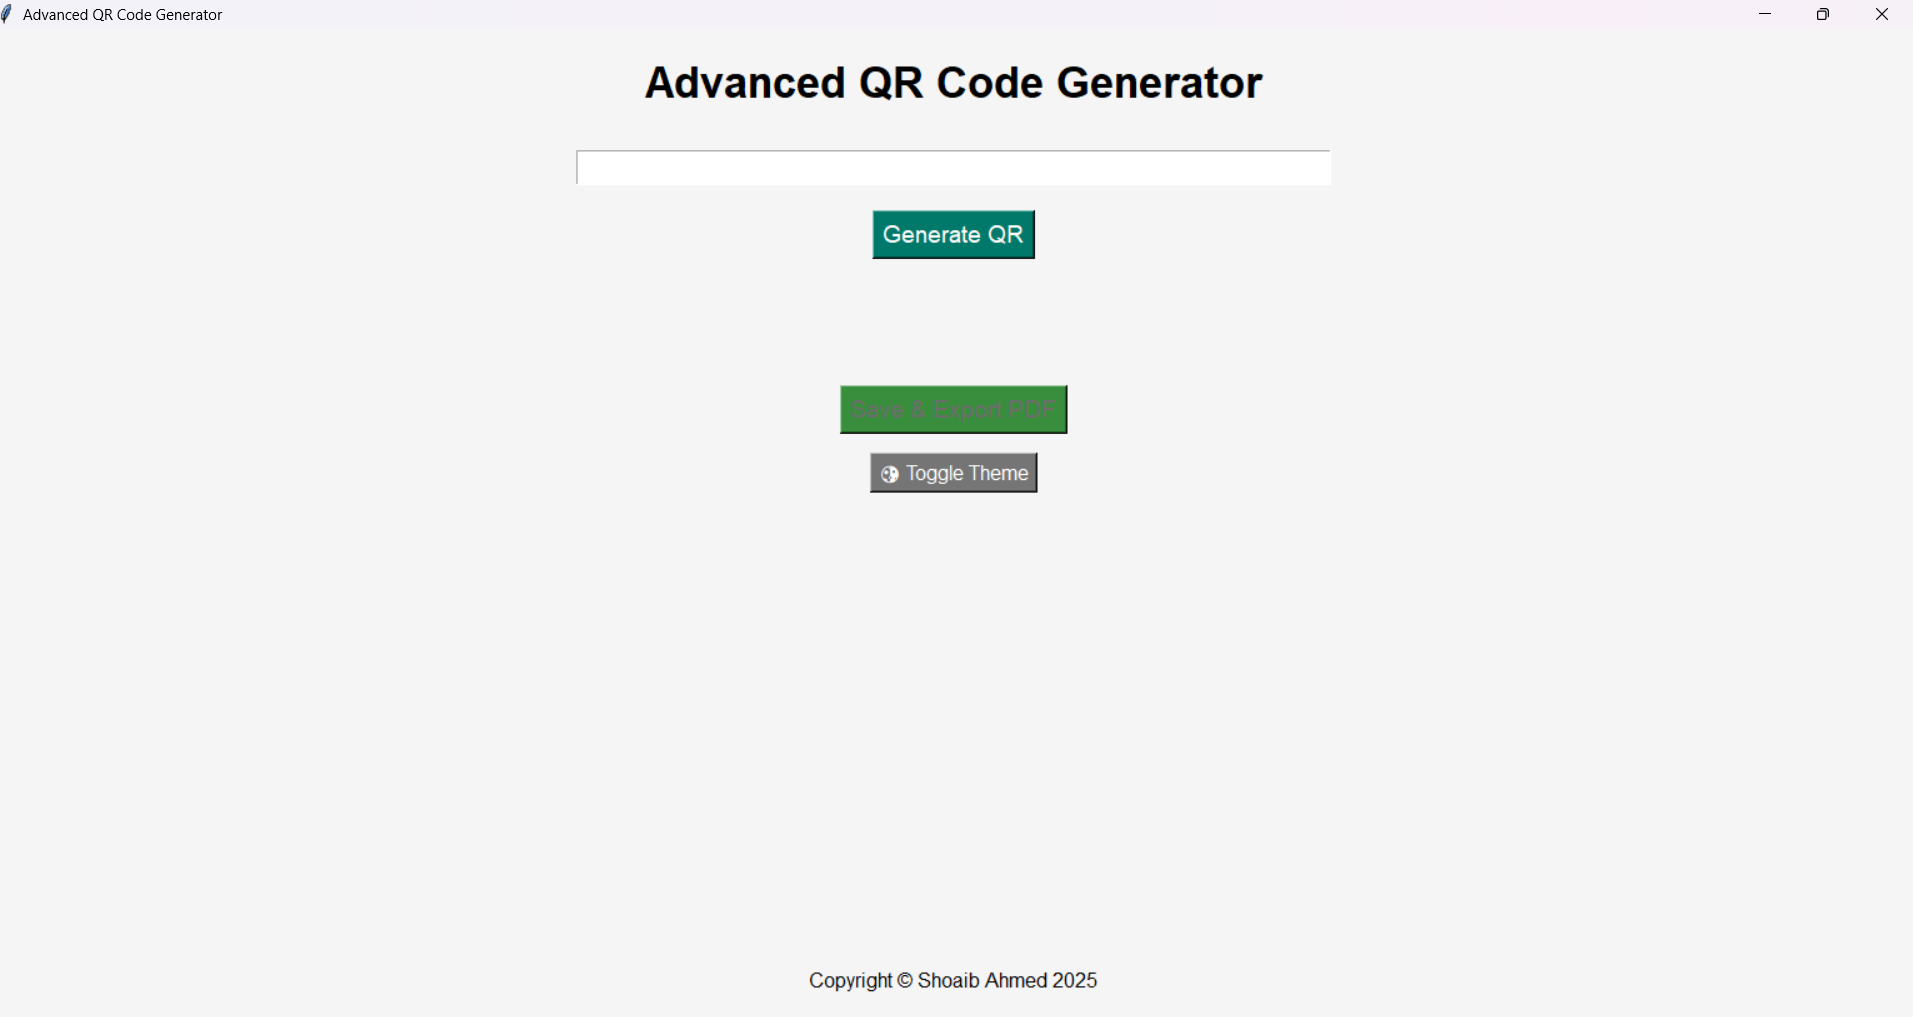 Advanced QR Code Generator
Advanced QR Code Generator
Generate QR
Save & Export PDF
Toggle Theme
Copyright © Shoaib Ahmed 2025